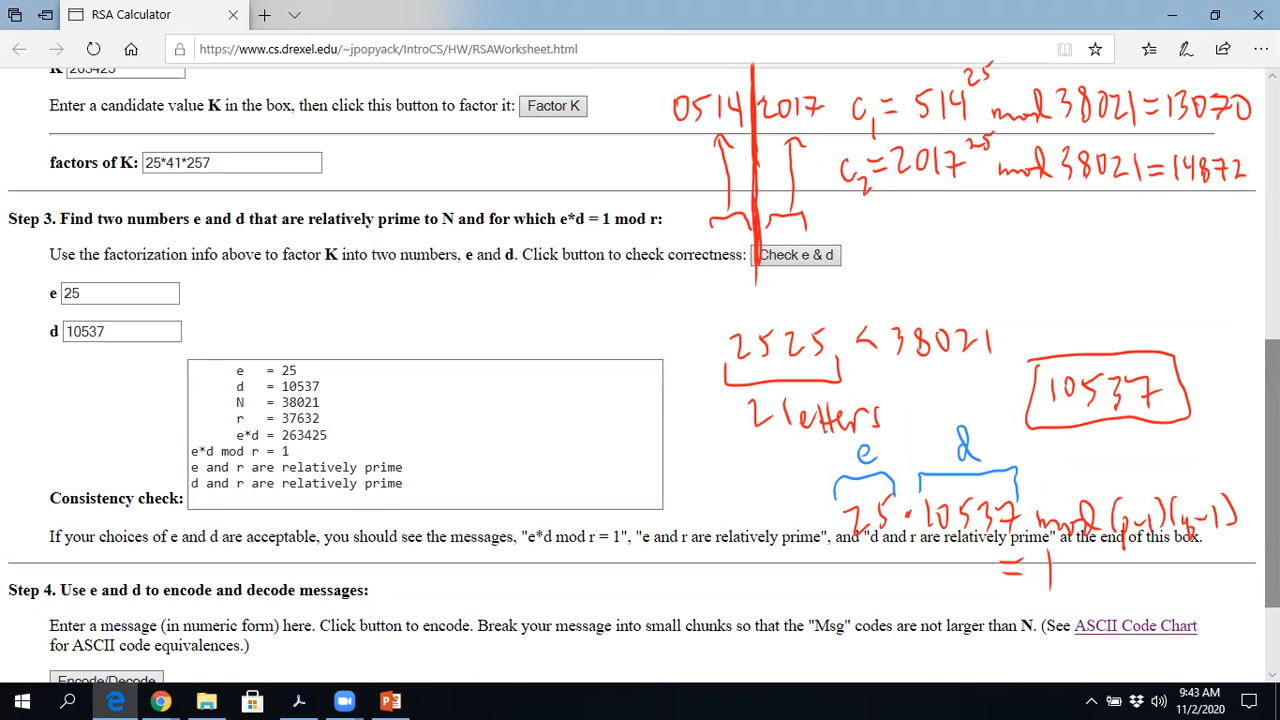 RSA Calculator
https://www.cs.drexel.edu/~jpopyack/IntroCS/HW/RSAWorksheet.html
K 263425
0514 2017 c1 = 514^25 mod 38021 = 13070
Enter a candidate value K in the box, then click this button to factor it: Factor K
factors of K: 25*41*257
c2 = 2017^25 mod 38021 = 14872
Step 3. Find two numbers e and d that are relatively prime to N and for which e*d = 1 mod r:
Use the factorization info above to factor K into two numbers, e and d. Click button to check correctness: Check e & d
e 25
d 10537
2525 < 38021
2 letters
10537
e = 25
d = 10537
N = 38021
r = 37632
e*d = 263425
e*d mod r = 1
e and r are relatively prime
d and r are relatively prime
Consistency check:
e d
25 · 10537 mod (p-1)(q-1)
= 1
If your choices of e and d are acceptable, you should see the messages, "e*d mod r = 1", "e and r are relatively prime", and "d and r are relatively prime" at the end of this box.
Step 4. Use e and d to encode and decode messages:
Enter a message (in numeric form) here. Click button to encode. Break your message into small chunks so that the "Msg" codes are not larger than N. (See ASCII Code Chart
for ASCII code equivalences.)
Encode/Decode
9:43 AM
11/2/2020